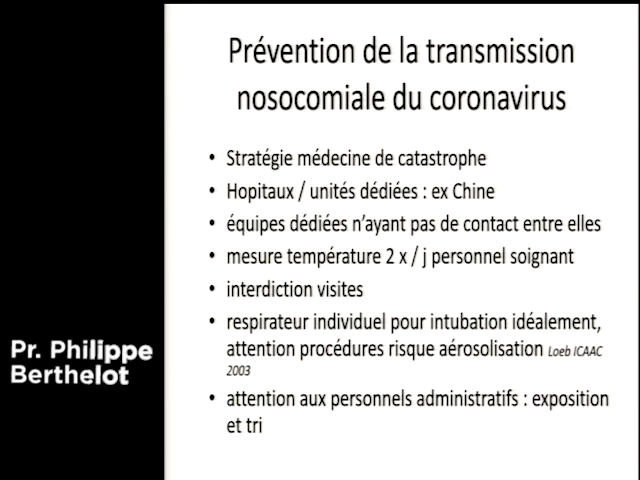 Prévention de la transmission
nosocomiale du coronavirus
• Stratégie médecine de catastrophe
• Hopitaux / unités dédiées : ex Chine
• équipes dédiées n'ayant pas de contact entre elles
• mesure température 2 x / j personnel soignant
• interdiction visites
• respirateur individuel pour intubation idéalement,
attention procédures risque aérosolisation Loeb ICAAC
2003
• attention aux personnels administratifs : exposition
et tri
Pr. Philippe
Berthelot